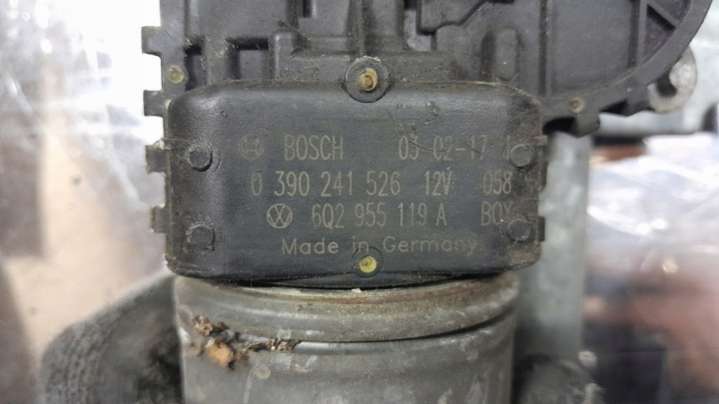 BOSCH 03-02-17
0 390 241 526 12V 058
6Q2 955 119 A BOX
Made in Germany